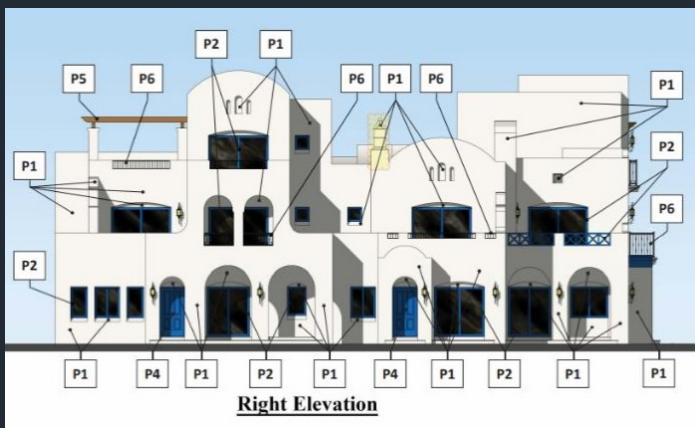 P2 P1
P5 P6 P6 P1 P6 P1
P1 P2
P6
P2
P1 P4 P1 P2 P1 P4 P1 P2 P1 P1
Right Elevation